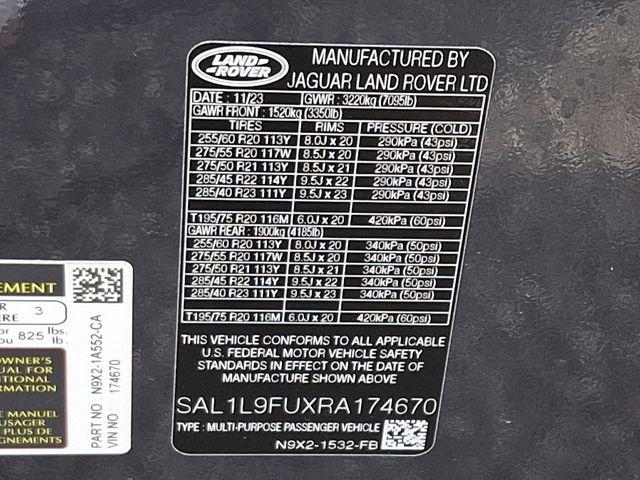 LAND
ROVER
MANUFACTURED BY
JAGUAR LAND ROVER LTD
DATE : 11/23 GVWR : 3220kg (7095lb)
GAWR FRONT : 1520kg (3350lb)
TIRES RIMS PRESSURE (COLD)
255/60 R20 113Y 8.0J x 20 290kPa (43psi)
275/55 R20 117W 8.5J x 20 290kPa (43psi)
275/50 R21 113Y 8.5J x 21 290kPa (43psi)
285/45 R22 114Y 9.5J x 22 290kPa (43psi)
285/40 R23 111Y 9.5J x 23 290kPa (43psi)
T195/75 R20 116M 6.0J x 20 420kPa (60psi)
GAWR REAR : 1900kg (4185lb)
255/60 R20 113Y 8.0J x 20 340kPa (50psi)
275/55 R20 117W 8.5J x 20 340kPa (50psi)
275/50 R21 113Y 8.5J x 21 340kPa (50psi)
285/45 R22 114Y 9.5J x 22 340kPa (50psi)
285/40 R23 111Y 9.5J x 23 340kPa (50psi)
T195/75 R20 116M 6.0J x 20 420kPa (60psi)
THIS VEHICLE CONFORMS TO ALL APPLICABLE
U.S. FEDERAL MOTOR VEHICLE SAFETY
STANDARDS IN EFFECT ON THE DATE OF
MANUFACTURE SHOWN ABOVE
SAL1L9FUXRA174670
TYPE : MULTI-PURPOSE PASSENGER VEHICLE
N9X2-1532-FB
EMENT
3
ERE
or lbs.
ou 825 lb.
OWNER'S
UAL FOR
ITIONAL
RMATION
LE MANUEL
USAGER
PLUS DE
GNEMENTS
PART NO N9X2-1A552-CA
VIN NO 174670